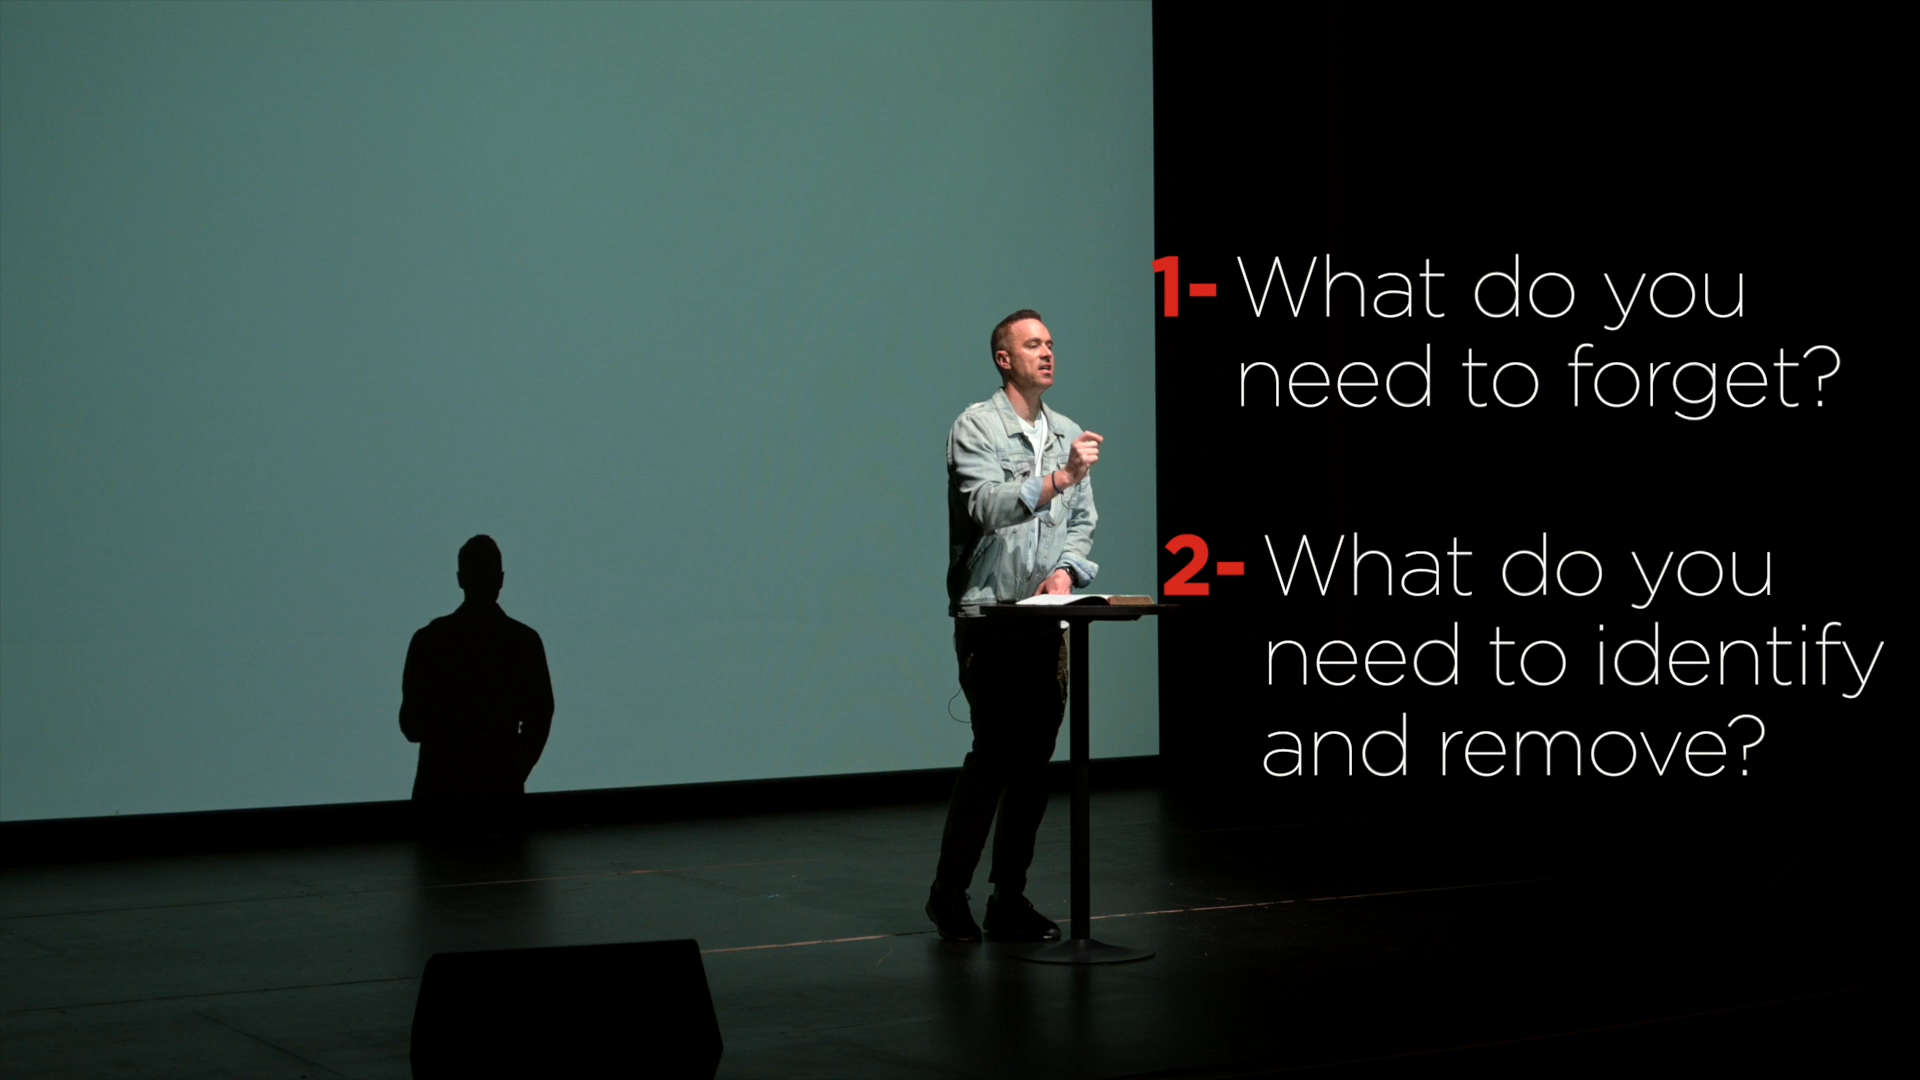 1- What do you
need to forget?
2- What do you
need to identify
and remove?